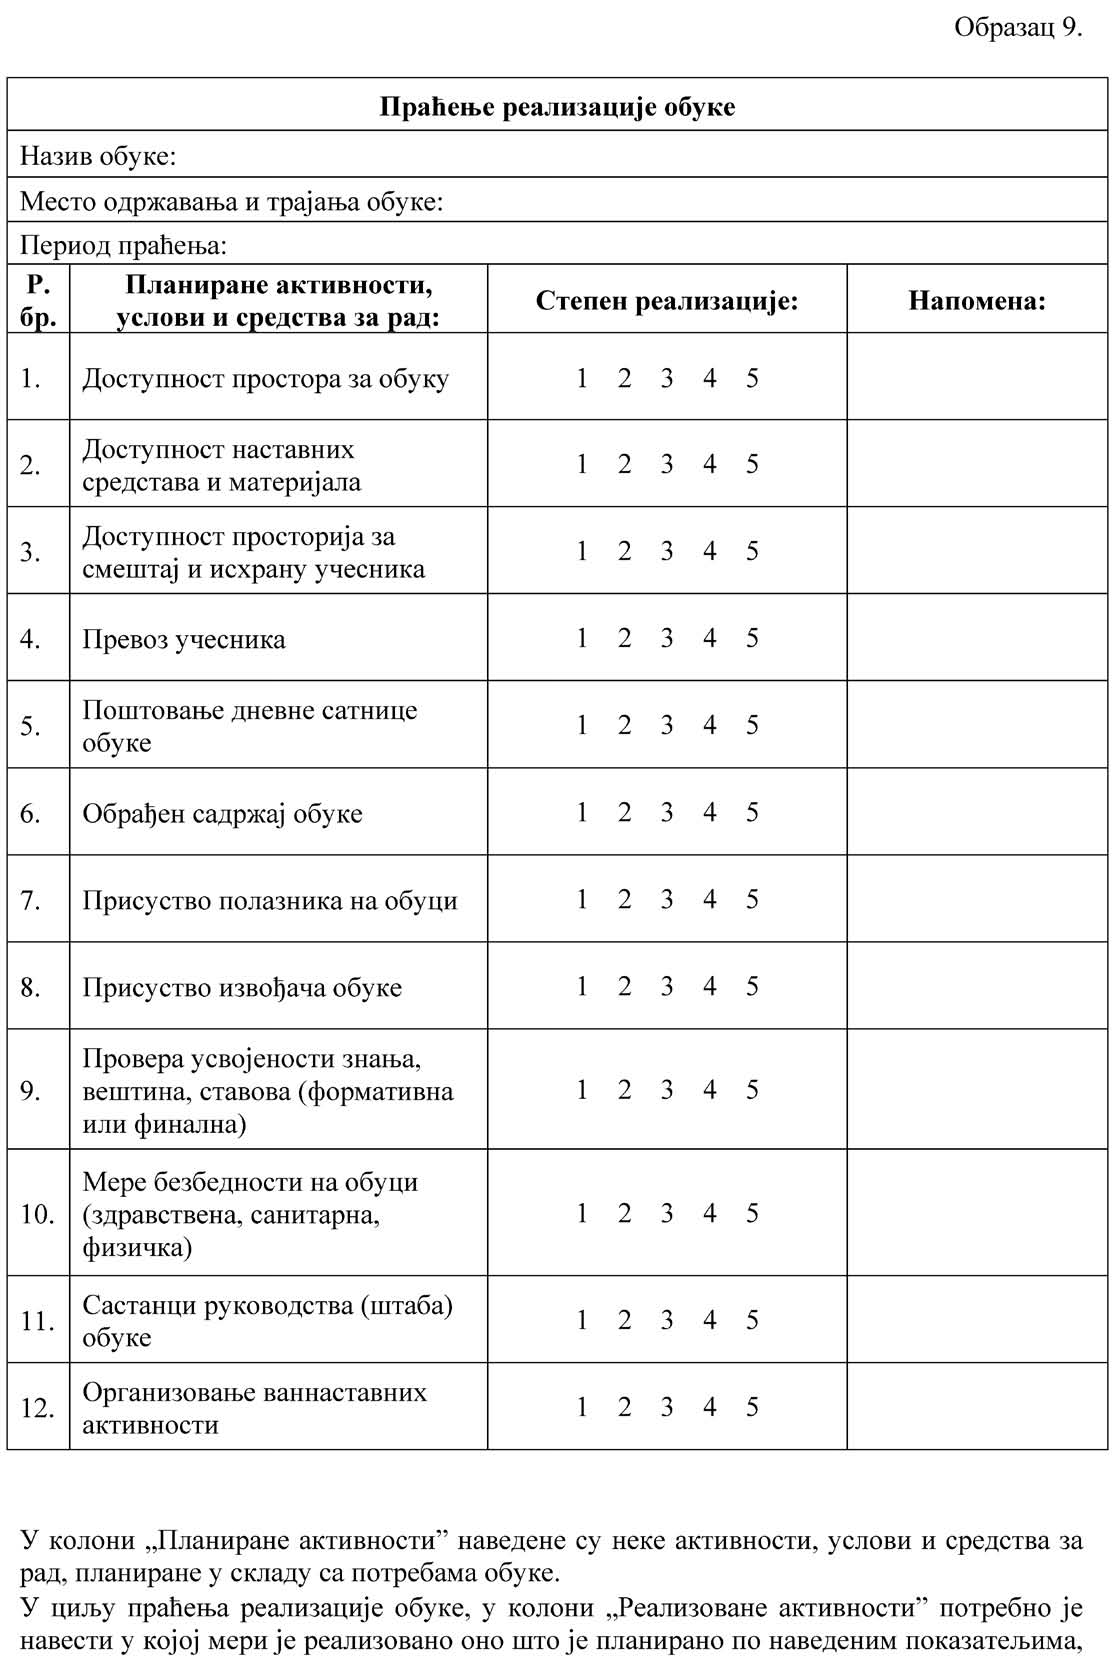 Образац 9.
Праћење реализације обуке
Назив обуке:
Место одржавања и трајања обуке:
Период праћења:
Р.
бр.
Планиране активности,
услови и средства за рад:
Степен реализације:
Напомена:
1.
Доступност простора за обуку
1 2 3 4 5
2.
Доступност наставних
средстава и материјала
1 2 3 4 5
3.
Доступност просторија за
смештај и исхрану учесника
1 2 3 4 5
4.
Превоз учесника
1 2 3 4 5
5.
Поштовање дневне сатнице
обуке
1 2 3 4 5
6.
Обрађен садржај обуке
1 2 3 4 5
7.
Присуство полазника на обуци
1 2 3 4 5
8.
Присуство извођача обуке
1 2 3 4 5
9.
Провера усвојености знања,
вештина, ставова (формативна
или финална)
1 2 3 4 5
10.
Мере безбедности на обуци
(здравствена, санитарна,
физичка)
1 2 3 4 5
11.
Састанци руководства (штаба)
обуке
1 2 3 4 5
12.
Организовање ваннаставних
активности
1 2 3 4 5
У колони „Планиране активности” наведене су неке активности, услови и средства за
рад, планиране у складу са потребама обуке.
У циљу праћења реализације обуке, у колони „Реализоване активности” потребно је
навести у којој мери је реализовано оно што је планирано по наведеним показатељима,